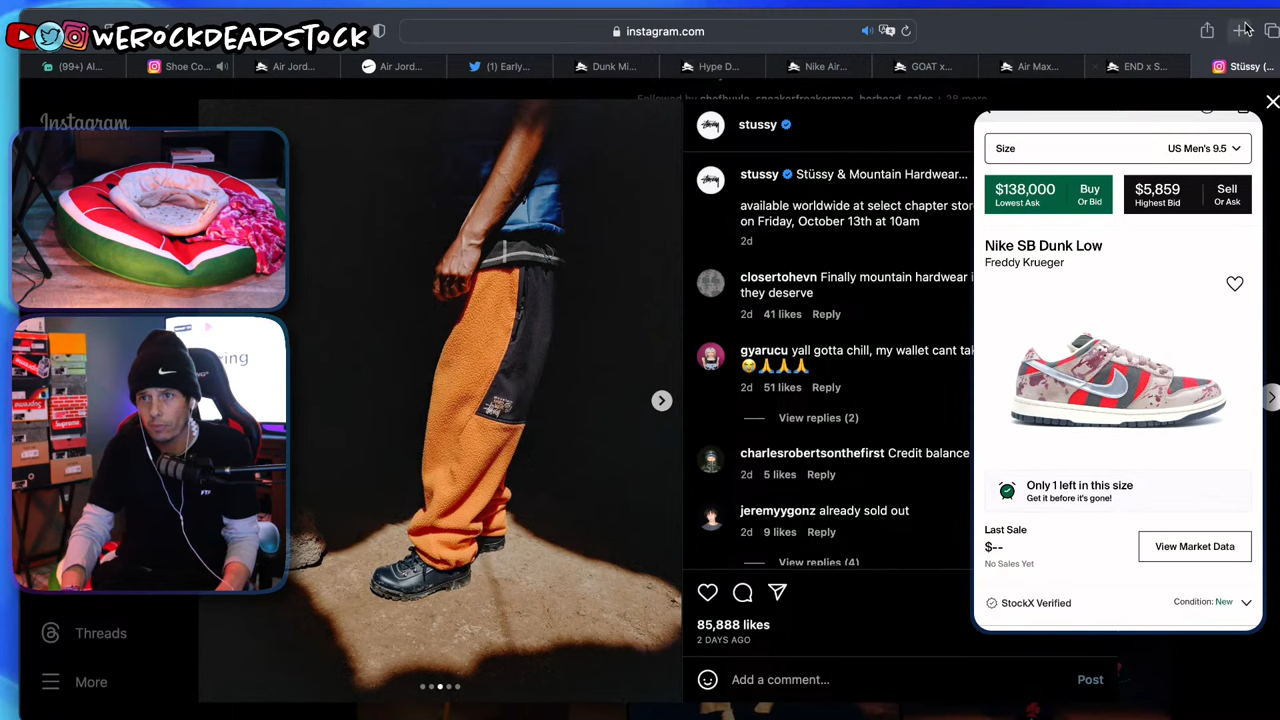 WEROCKDEADSTOCK
instagram.com
(99+) Al...
Shoe Co...
Air Jord...
Air Jord...
(1) Early...
Dunk Mi...
Hype D...
Nike Air...
GOAT x...
Air Max...
END x S...
Stüssy (...
Instagram
stussy
stussy Stüssy & Mountain Hardwear...
available worldwide at select chapter stor
on Friday, October 13th at 10am
2d
closertohevn Finally mountain hardwear i
they deserve
2d 41 likes Reply
gyarucu yall gotta chill, my wallet cant tak
😭🙏🙏🙏
2d 51 likes Reply
View replies (2)
charlesrobertsonthefirst Credit balance
2d 5 likes Reply
jeremyygonz already sold out
2d 9 likes Reply
View replies (4)
85,888 likes
2 DAYS AGO
Add a comment...
Post
Threads
More
Size
US Men's 9.5
$138,000
Lowest Ask
Buy
Or Bid
$5,859
Highest Bid
Sell
Or Ask
Nike SB Dunk Low
Freddy Krueger
Only 1 left in this size
Get it before it's gone!
Last Sale
$--
No Sales Yet
View Market Data
StockX Verified
Condition: New
Supreme
FTP